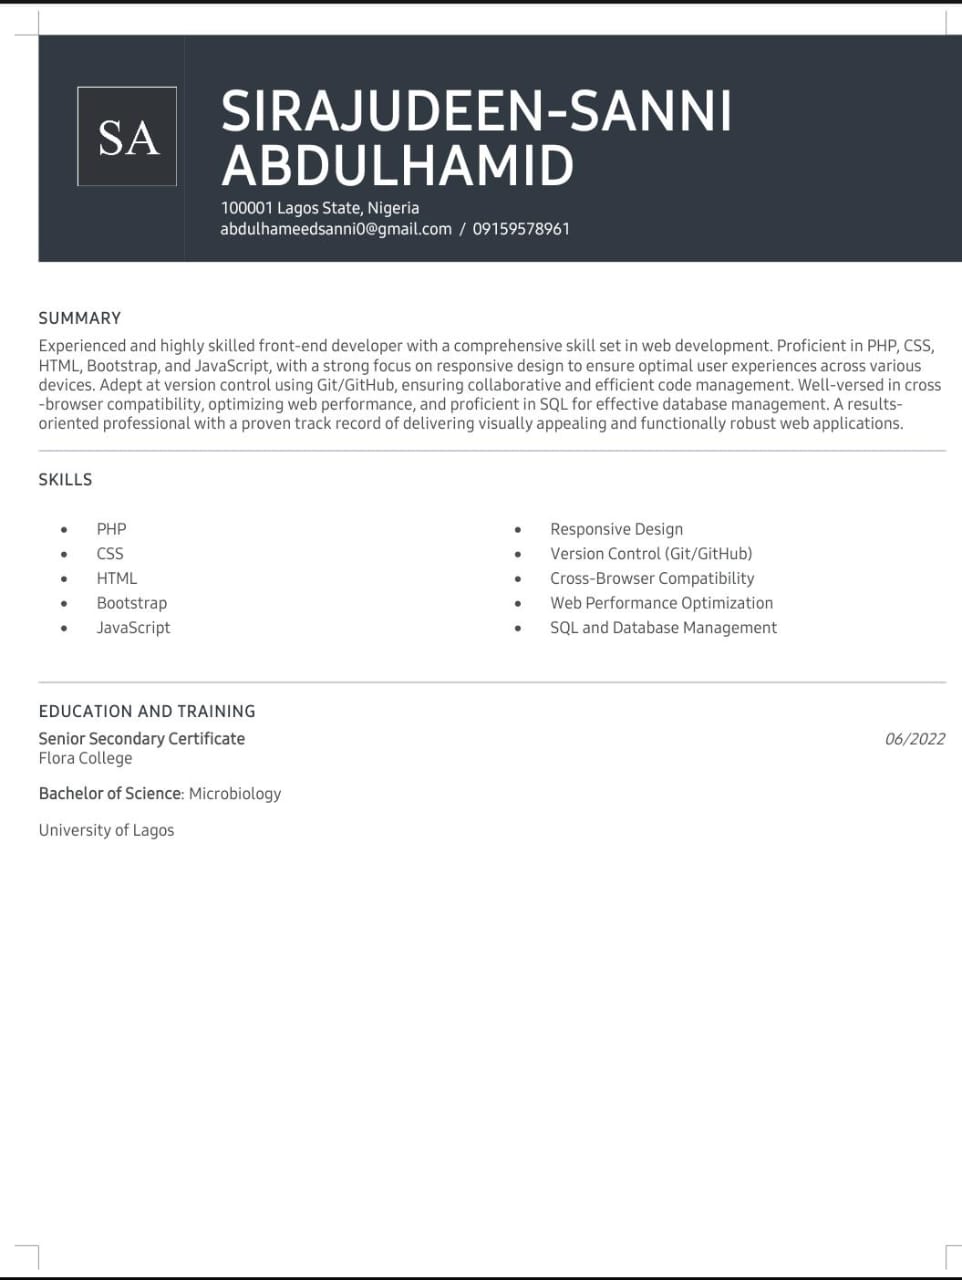 SA
SIRAJUDEEN-SANNI
ABDULHAMID
100001 Lagos State, Nigeria
abdulhameedsanni0@gmail.com / 09159578961
SUMMARY
Experienced and highly skilled front-end developer with a comprehensive skill set in web development. Proficient in PHP, CSS,
HTML, Bootstrap, and JavaScript, with a strong focus on responsive design to ensure optimal user experiences across various
devices. Adept at version control using Git/GitHub, ensuring collaborative and efficient code management. Well-versed in cross
-browser compatibility, optimizing web performance, and proficient in SQL for effective database management. A results-
oriented professional with a proven track record of delivering visually appealing and functionally robust web applications.
SKILLS
• PHP
• CSS
• HTML
• Bootstrap
• JavaScript
• Responsive Design
• Version Control (Git/GitHub)
• Cross-Browser Compatibility
• Web Performance Optimization
• SQL and Database Management
EDUCATION AND TRAINING
Senior Secondary Certificate 06/2022
Flora College
Bachelor of Science: Microbiology
University of Lagos